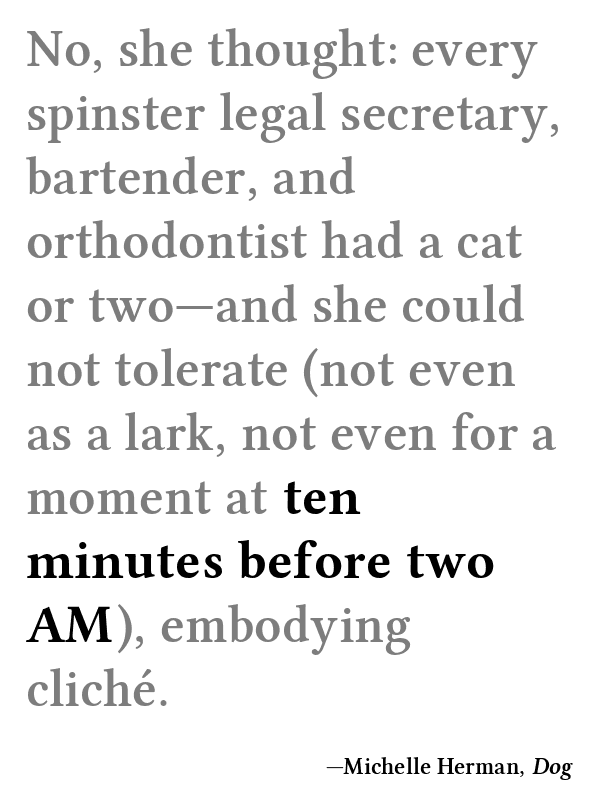 No, she thought: every
spinster legal secretary,
bartender, and
orthodontist had a cat
or two—and she could
not tolerate (not even
as a lark, not even for a
moment at ten
minutes before two
AM), embodying
cliché.
—Michelle Herman, Dog